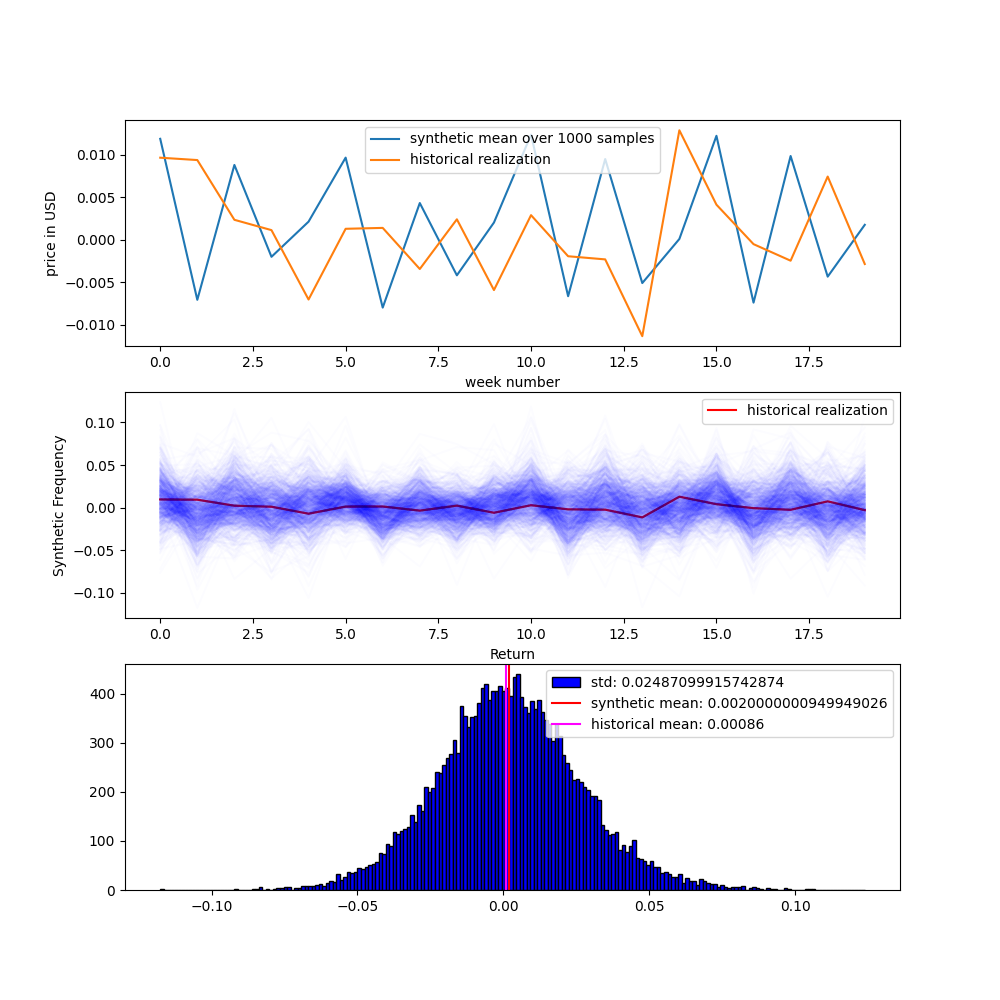 synthetic mean over 1000 samples
historical realization
price in USD
0.010
0.005
0.000
−0.005
−0.010
0.0 2.5 5.0 7.5 10.0 12.5 15.0 17.5
week number
historical realization
Synthetic Frequency
0.10
0.05
0.00
−0.05
−0.10
0.0 2.5 5.0 7.5 10.0 12.5 15.0 17.5
Return
std: 0.02487099915742874
synthetic mean: 0.0020000000949949026
historical mean: 0.00086
400
300
200
100
0
−0.10 −0.05 0.00 0.05 0.10